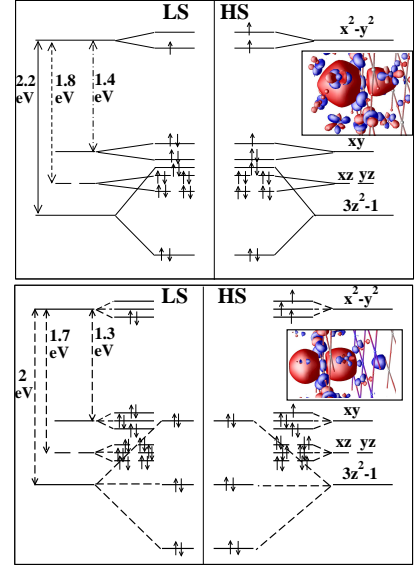 LS HS
x²-y²
2.2
eV
1.8
eV
1.4
eV
xy
xz yz
3z²-1
LS HS
x²-y²
2
eV
1.7
eV
1.3
eV
xy
xz yz
3z²-1